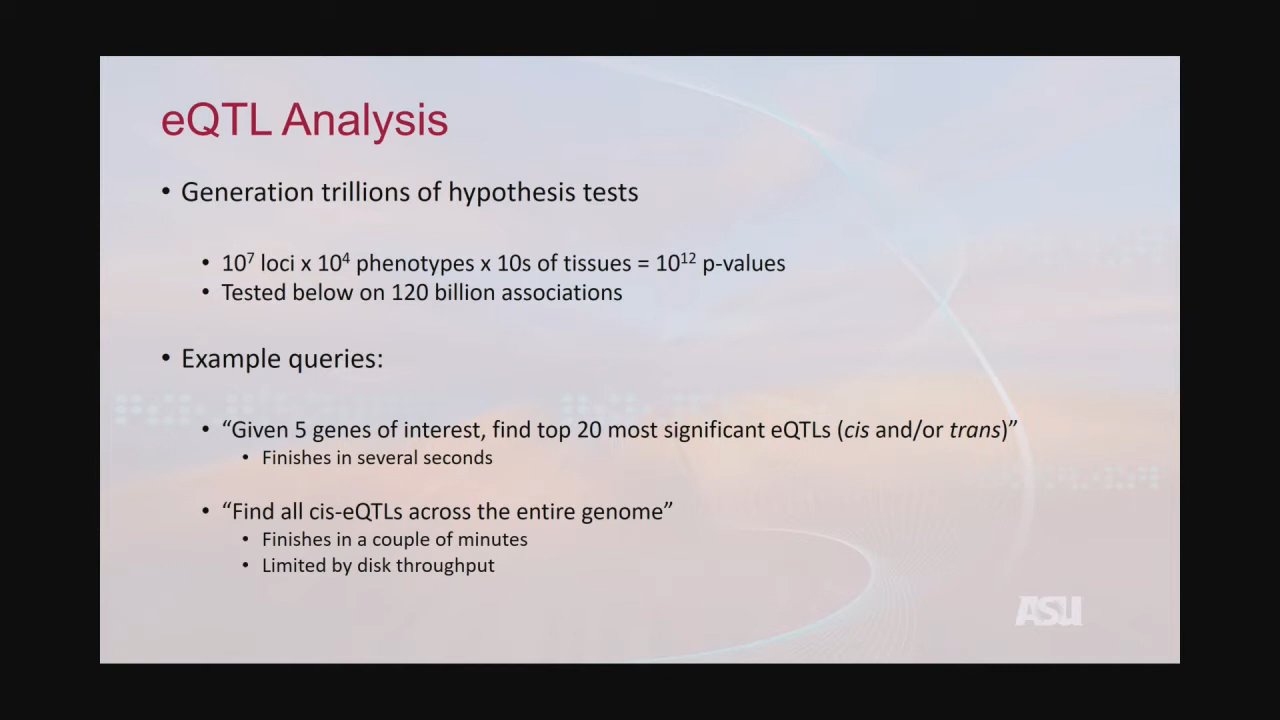 eQTL Analysis
• Generation trillions of hypothesis tests
• 10⁷ loci x 10⁴ phenotypes x 10s of tissues = 10¹² p-values
• Tested below on 120 billion associations
• Example queries:
• “Given 5 genes of interest, find top 20 most significant eQTLs (cis and/or trans)”
• Finishes in several seconds
• “Find all cis-eQTLs across the entire genome”
• Finishes in a couple of minutes
• Limited by disk throughput
ASU